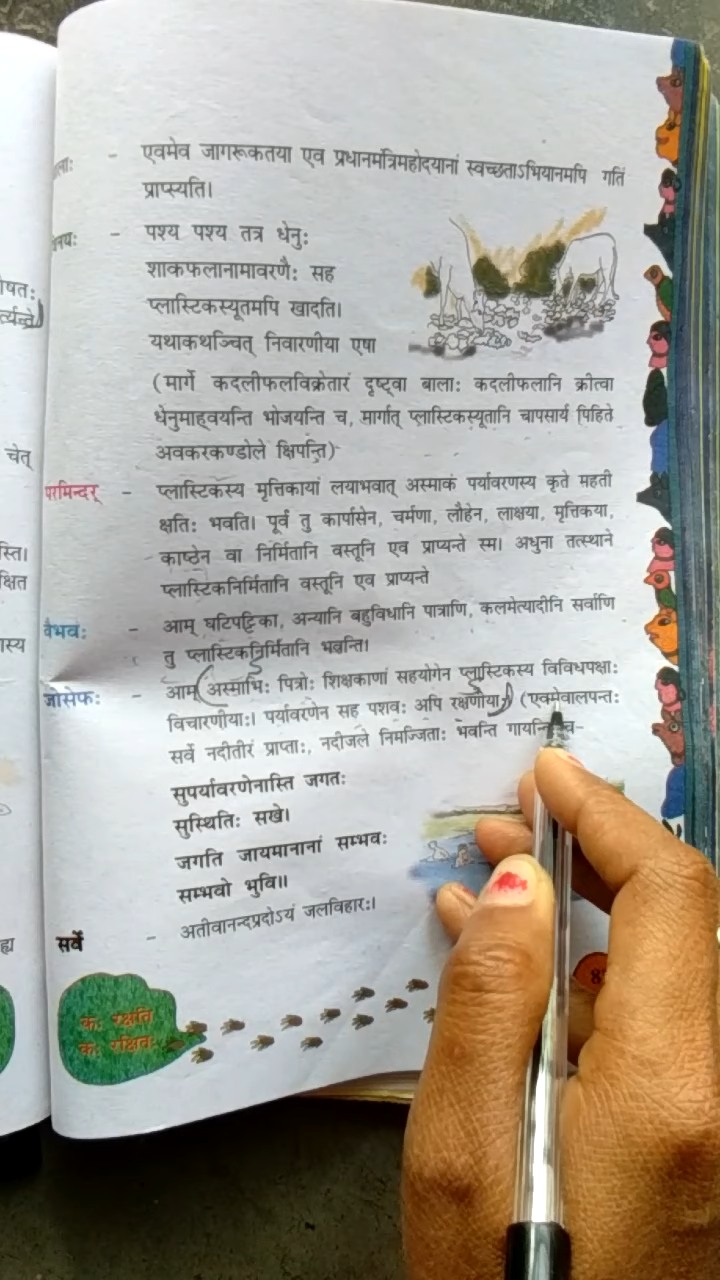 एवमेव जागरूकतया एव प्रधानमंत्रिमहोदयानां स्वच्छताऽभियानमपि गतिं
प्राप्स्यति।
पश्य पश्य तत्र धेनुः
शाकफलानामावरणैः सह
प्लास्टिकस्यूतमपि खादति।
यथाकथञ्चित् निवारणीया एषा
(मार्गे कदलीफलविक्रेतारं दृष्ट्वा बालाः कदलीफलानि क्रीत्वा
धेनुमाह्वयन्ति भोजयन्ति च, मार्गात् प्लास्टिकस्यूतानि चापसार्य पिहिते
अवकरकण्डोले क्षिपन्ति)
परमिन्दर् - प्लास्टिकस्य मृत्तिकायां लयाभवात् अस्माकं पर्यावरणस्य कृते महती
क्षतिः भवति। पूर्वं तु कार्पासेन, चर्मणा, लौहेन, लाक्षया, मृत्तिकया,
काष्ठेन वा निर्मितानि वस्तूनि एव प्राप्यन्ते स्म। अधुना तत्स्थाने
प्लास्टिकनिर्मितानि वस्तूनि एव प्राप्यन्ते
वैभवः - आम् घटिपट्टिका, अन्यानि बहुविधानि पात्राणि, कलमेत्यादीनि सर्वाणि
तु प्लास्टिकनिर्मितानि भवन्ति।
जोसेफः - आम् अस्माभिः पित्रोः शिक्षकाणां सहयोगेन प्लास्टिकस्य विविधपक्षाः
विचारणीयाः। पर्यावरणेन सह पशवः अपि रक्षणीयाः। (एवमेवालपन्तः
सर्वे नदीतीरं प्राप्ताः, नदीजले निमज्जिताः भवन्ति गायन्ति च-
सुपर्यावरणेनास्ति जगतः
सुस्थितिः सखे।
जगति जायमानानां सम्भवः
सम्भवो भुवि॥
सर्वे - अतीवानन्दप्रदोऽयं जलविहारः।
कः रक्षति
कः रक्षितः